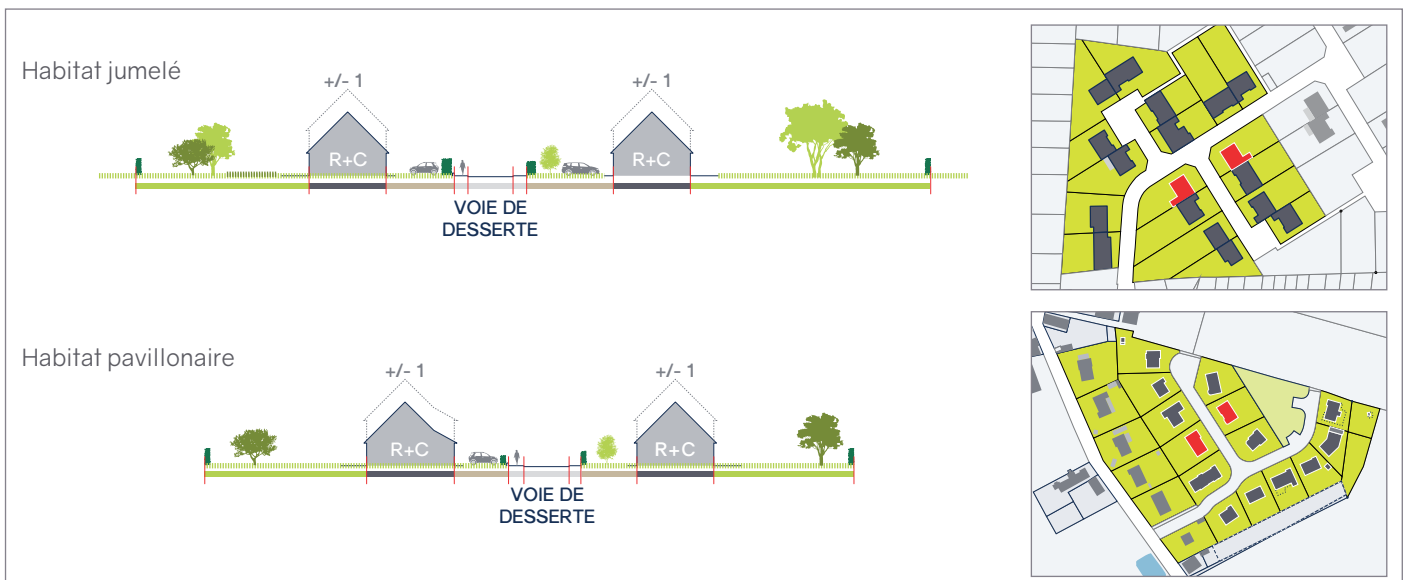 Habitat jumelé
+/- 1
+/- 1
R+C
R+C
VOIE DE
DESSERTE
Habitat pavillonaire
+/- 1
+/- 1
R+C
R+C
VOIE DE
DESSERTE